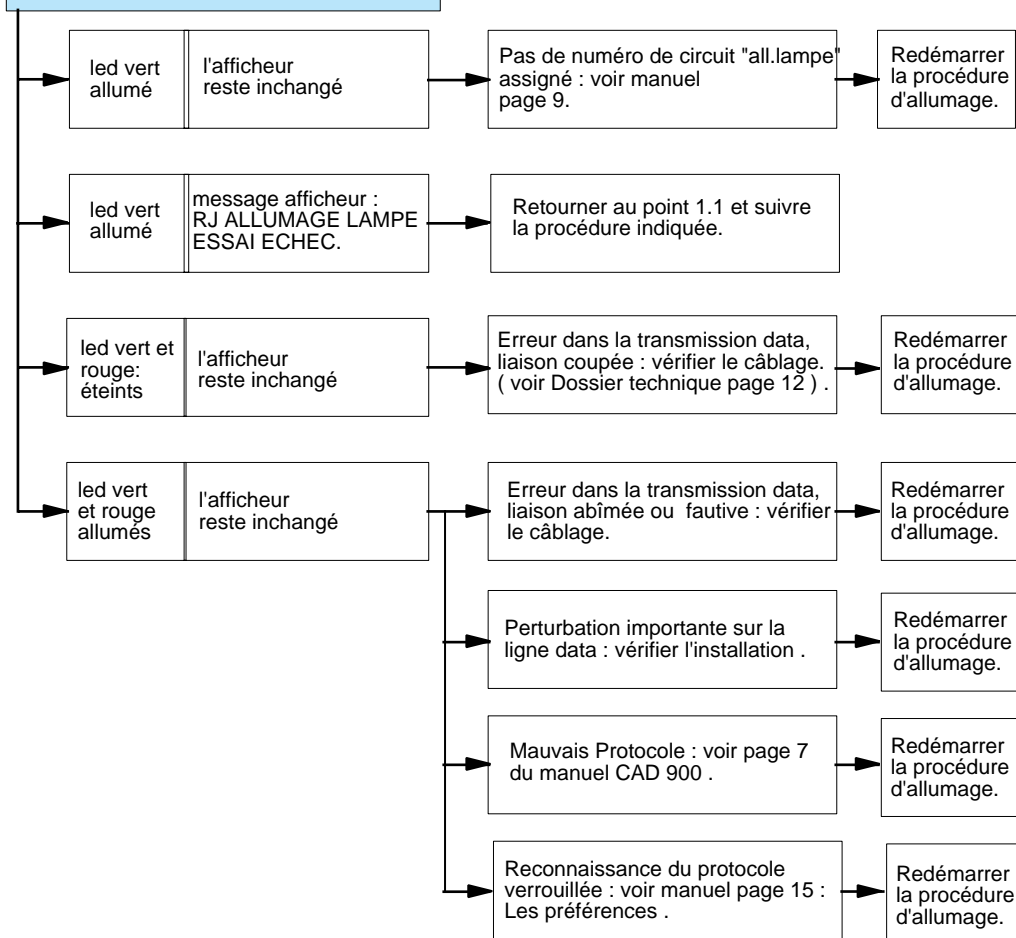 led vert
allumé
l'afficheur
reste inchangé
Pas de numéro de circuit "all.lampe"
assigné : voir manuel
page 9.
Redémarrer
la procédure
d'allumage.
led vert
allumé
message afficheur :
RJ ALLUMAGE LAMPE
ESSAI ECHEC.
Retourner au point 1.1 et suivre
la procédure indiquée.
led vert et
rouge:
éteints
l'afficheur
reste inchangé
Erreur dans la transmission data,
liaison coupée : vérifier le câblage.
( voir Dossier technique page 12 ) .
Redémarrer
la procédure
d'allumage.
led vert
et rouge
allumés
l'afficheur
reste inchangé
Erreur dans la transmission data,
liaison abîmée ou fautive : vérifier
le câblage.
Redémarrer
la procédure
d'allumage.
Perturbation importante sur la
ligne data : vérifier l'installation .
Redémarrer
la procédure
d'allumage.
Mauvais Protocole : voir page 7
du manuel CAD 900 .
Redémarrer
la procédure
d'allumage.
Reconnaissance du protocole
verrouillée : voir manuel page 15 :
Les préférences .
Redémarrer
la procédure
d'allumage.